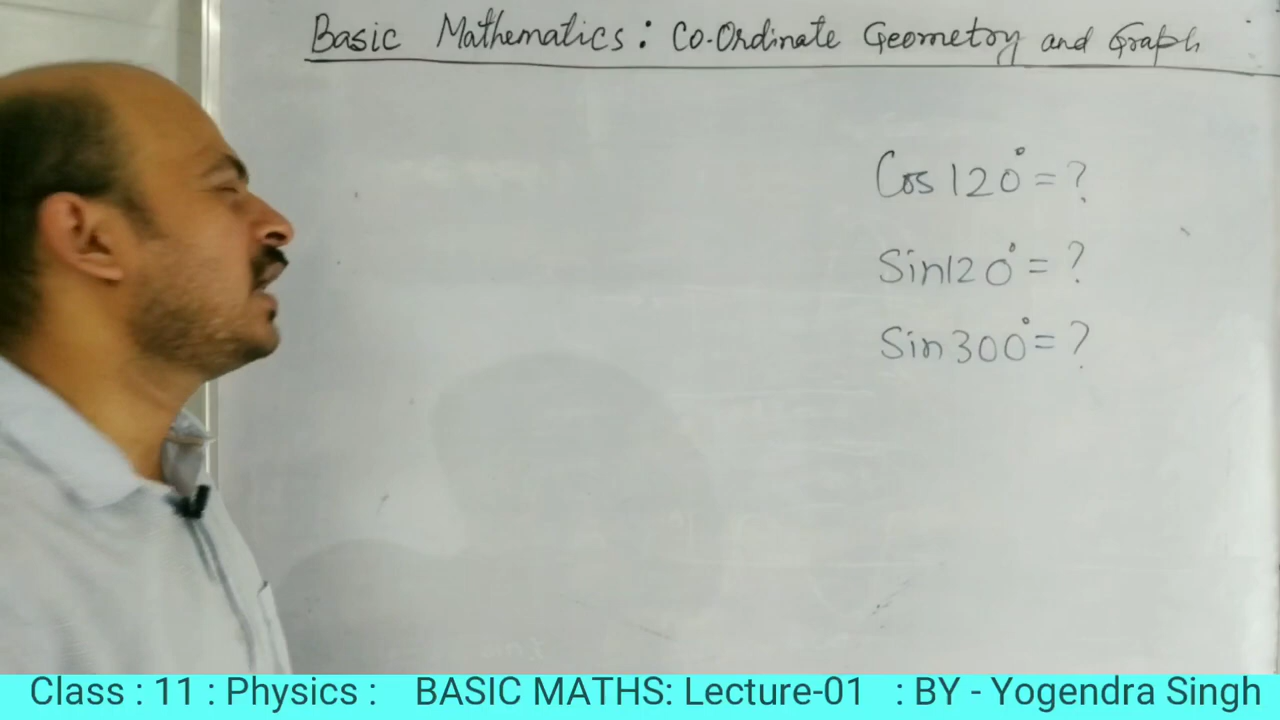 Basic Mathematics: Co-Ordinate Geometry and Graph
Cos 120° = ?
Sin 120° = ?
Sin 300° = ?
Class : 11 : Physics : BASIC MATHS: Lecture-01 : BY - Yogendra Singh